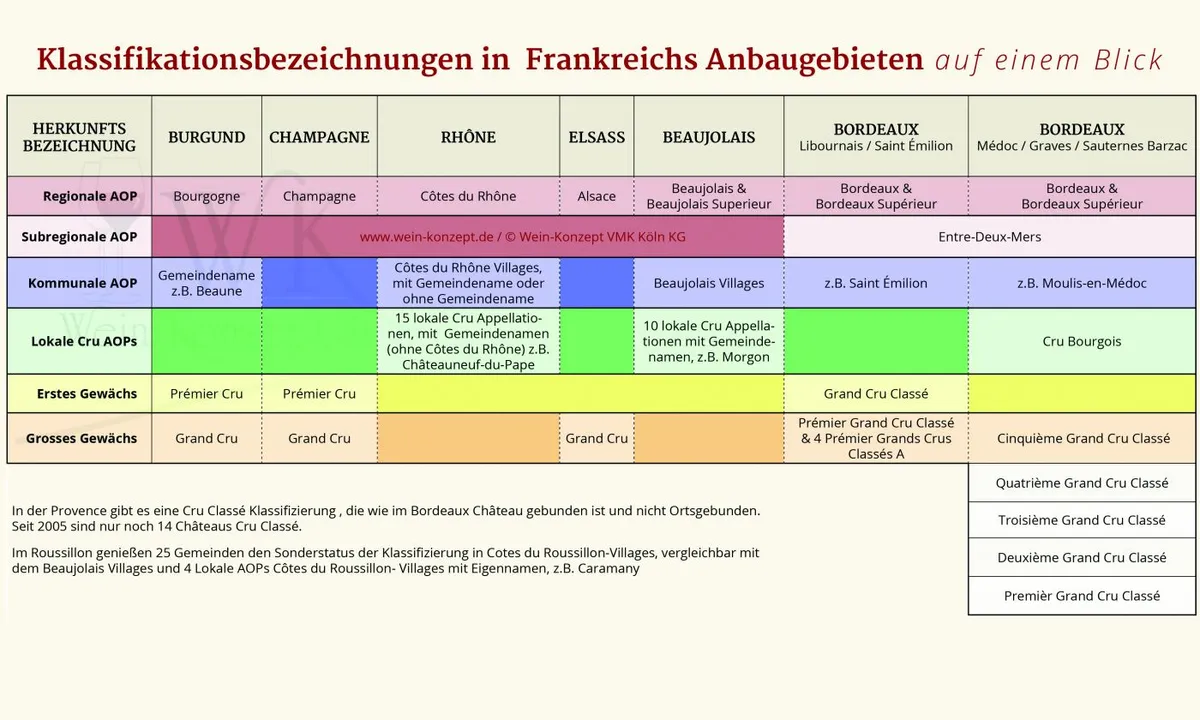 Klassifikationsbezeichnungen in Frankreichs Anbaugebieten auf einem Blick
HERKUNFTS
BEZEICHNUNG
BURGUND
CHAMPAGNE
RHÔNE
ELSASS
BEAUJOLAIS
BORDEAUX
Libournais / Saint Émilion
BORDEAUX
Médoc / Graves / Sauternes Barzac
Regionale AOP
Bourgogne
Champagne
Côtes du Rhône
Alsace
Beaujolais &
Beaujolais Superieur
Bordeaux &
Bordeaux Supérieur
Bordeaux &
Bordeaux Supérieur
Subregionale AOP
www.wein-konzept.de / © Wein-Konzept VMK Köln KG
Entre-Deux-Mers
Kommunale AOP
Gemeindename
z.B. Beaune
Côtes du Rhône Villages,
mit Gemeindename oder
ohne Gemeindename
Beaujolais Villages
z.B. Saint Émilion
z.B. Moulis-en-Médoc
Lokale Cru AOPs
15 lokale Cru Appellatio-
nen, mit Gemeindenamen
(ohne Côtes du Rhône) z.B.
Châteauneuf-du-Pape
10 lokale Cru Appella-
tionen mit Gemeinde-
namen, z.B. Morgon
Cru Bourgois
Erstes Gewächs
Prémier Cru
Prémier Cru
Grand Cru Classé
Grosses Gewächs
Grand Cru
Grand Cru
Grand Cru
Prémier Grand Cru Classé
& 4 Prémier Grands Crus
Classés A
Cinquième Grand Cru Classé
Quatrième Grand Cru Classé
Troisième Grand Cru Classé
Deuxième Grand Cru Classé
Premièr Grand Cru Classé
In der Provence gibt es eine Cru Classé Klassifizierung , die wie im Bordeaux Château gebunden ist und nicht Ortsgebunden.
Seit 2005 sind nur noch 14 Châteaus Cru Classé.
Im Roussillon genießen 25 Gemeinden den Sonderstatus der Klassifizierung in Cotes du Roussillon-Villages, vergleichbar mit
dem Beaujolais Villages und 4 Lokale AOPs Côtes du Roussillon- Villages mit Eigennamen, z.B. Caramany